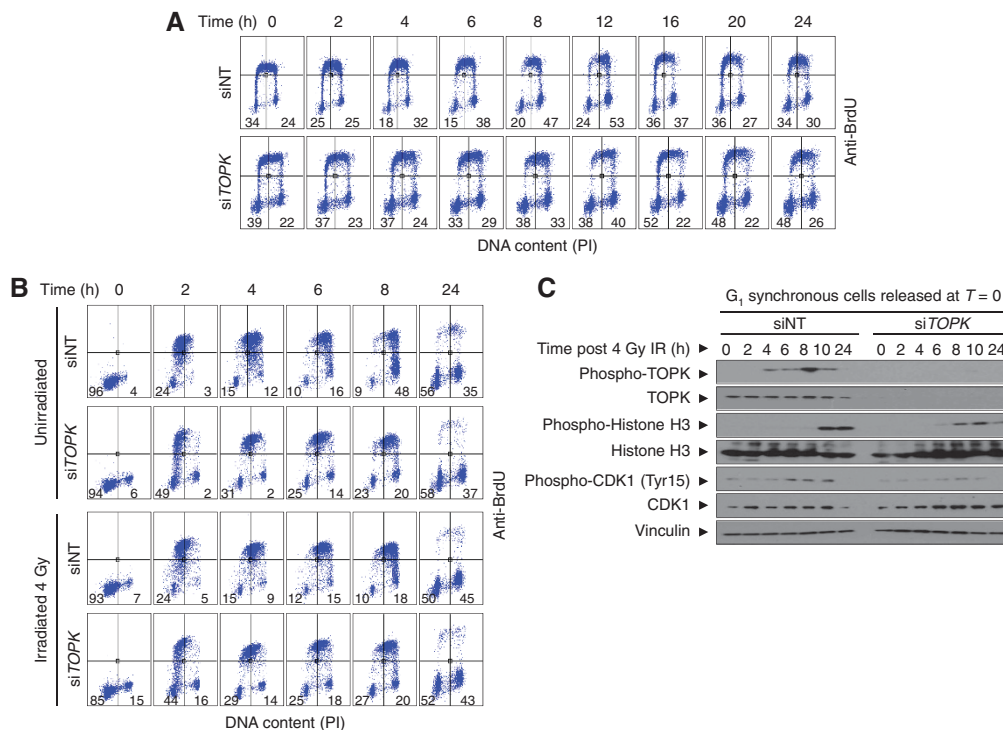 A
Time (h) 0 2 4 6 8 12 16 20 24
siNT
34 24 25 25 18 32 15 38 20 47 24 53 36 37 36 27 34 30
siTOPK
39 22 37 23 37 24 33 29 38 33 38 40 52 22 48 22 48 26
Anti-BrdU
DNA content (PI)
B
Time (h) 0 2 4 6 8 24
Unirradiated
siNT
96 4 24 3 15 12 10 16 9 48 56 35
siTOPK
94 6 49 2 31 2 25 14 23 20 58 37
Irradiated 4 Gy
siNT
93 7 24 5 15 9 12 15 10 18 50 45
siTOPK
85 15 44 16 29 14 25 18 27 20 52 43
Anti-BrdU
DNA content (PI)
C
G1 synchronous cells released at T = 0
siNT siTOPK
Time post 4 Gy IR (h) 0 2 4 6 8 10 24 0 2 4 6 8 10 24
Phospho-TOPK
TOPK
Phospho-Histone H3
Histone H3
Phospho-CDK1 (Tyr15)
CDK1
Vinculin